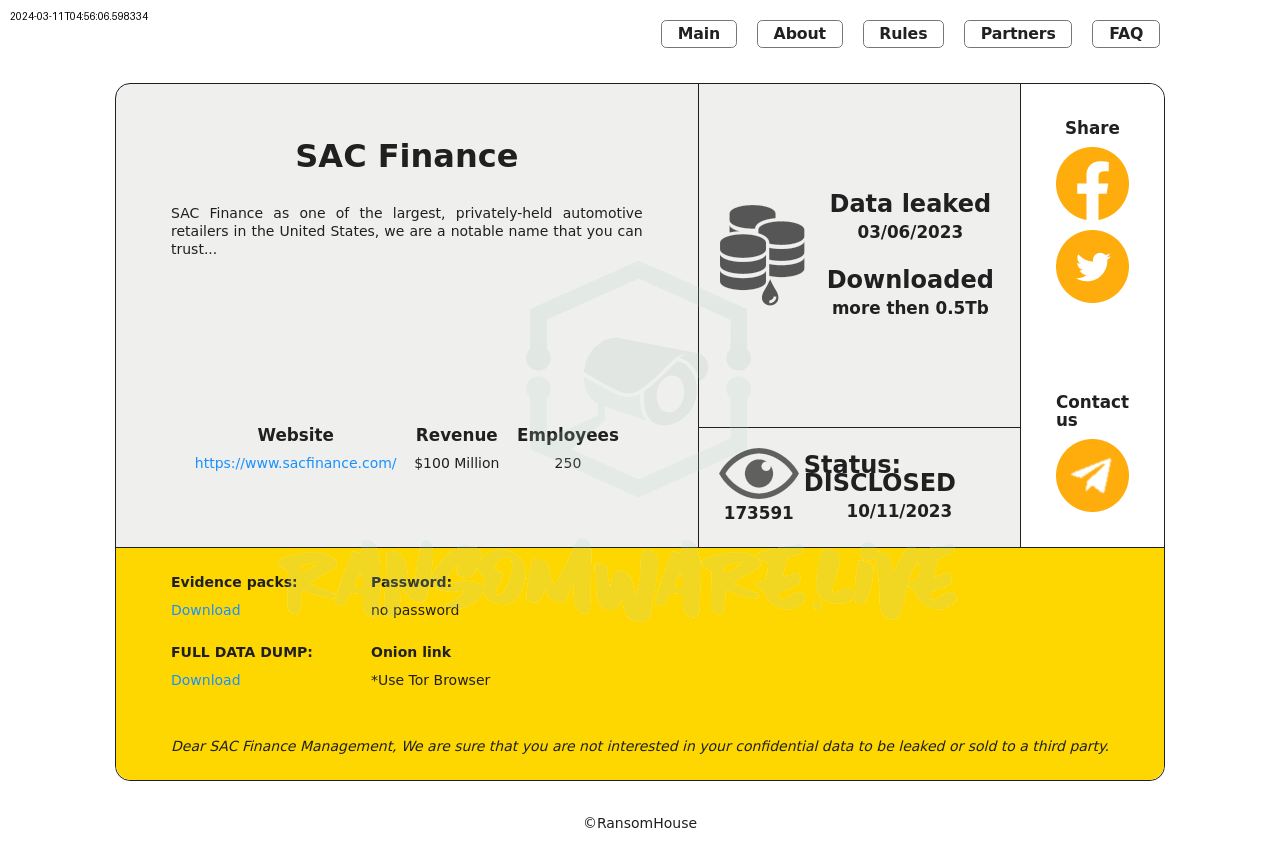 2024-03-11T04:56:06.598334
Main
About
Rules
Partners
FAQ
SAC Finance
SAC Finance as one of the largest, privately-held automotive
retailers in the United States, we are a notable name that you can
trust...
Website
Revenue
Employees
https://www.sacfinance.com/
$100 Million
250
Data leaked
03/06/2023
Downloaded
more then 0.5Tb
Status:
DISCLOSED
173591
10/11/2023
Share
Contact
us
RANSOMWARE.LIVE
Evidence packs:
Password:
Download
no password
FULL DATA DUMP:
Onion link
Download
*Use Tor Browser
Dear SAC Finance Management, We are sure that you are not interested in your confidential data to be leaked or sold to a third party.
©RansomHouse